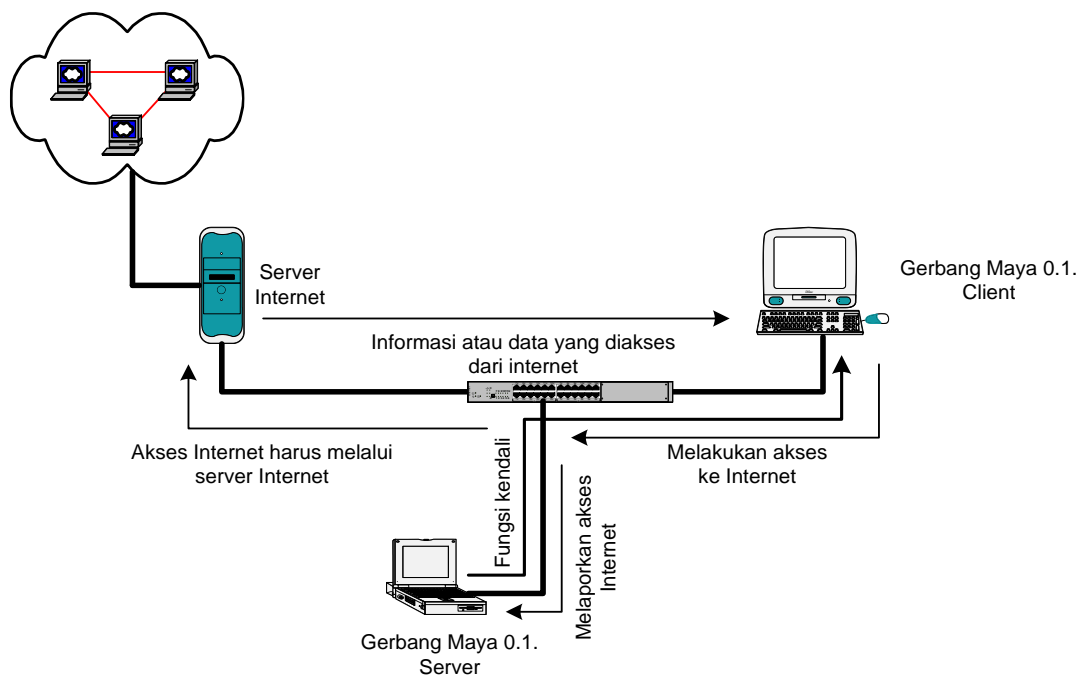 Server
Internet
Gerbang Maya 0.1.
Client
Informasi atau data yang diakses
dari internet
Akses Internet harus melalui
server Internet
Melakukan akses
ke Internet
Fungsi kendali
Melaporkan akses
Internet
Gerbang Maya 0.1.
Server